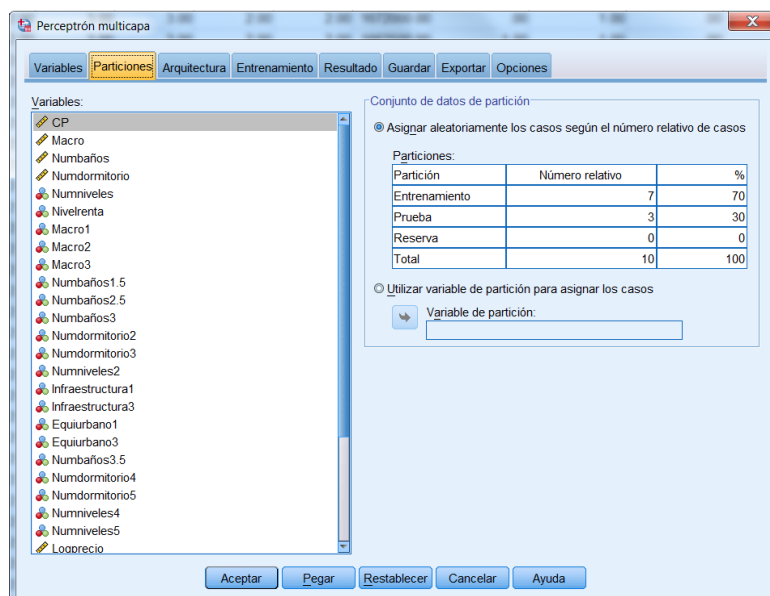 Perceptrón multicapa
Variables Particiones Arquitectura Entrenamiento Resultado Guardar Exportar Opciones
Variables:
CP
Macro
Numbaños
Numdormitorio
Numniveles
Nivelrenta
Macro1
Macro2
Macro3
Numbaños1.5
Numbaños2.5
Numbaños3
Numdormitorio2
Numdormitorio3
Numniveles2
Infraestructura1
Infraestructura3
Equiurbano1
Equiurbano3
Numbaños3.5
Numdormitorio4
Numdormitorio5
Numniveles4
Numniveles5
Logprecio
Conjunto de datos de partición
Asignar aleatoriamente los casos según el número relativo de casos
Particiones:
Partición Número relativo %
Entrenamiento 7 70
Prueba 3 30
Reserva 0 0
Total 10 100
Utilizar variable de partición para asignar los casos
Variable de partición:
Aceptar Pegar Restablecer Cancelar Ayuda